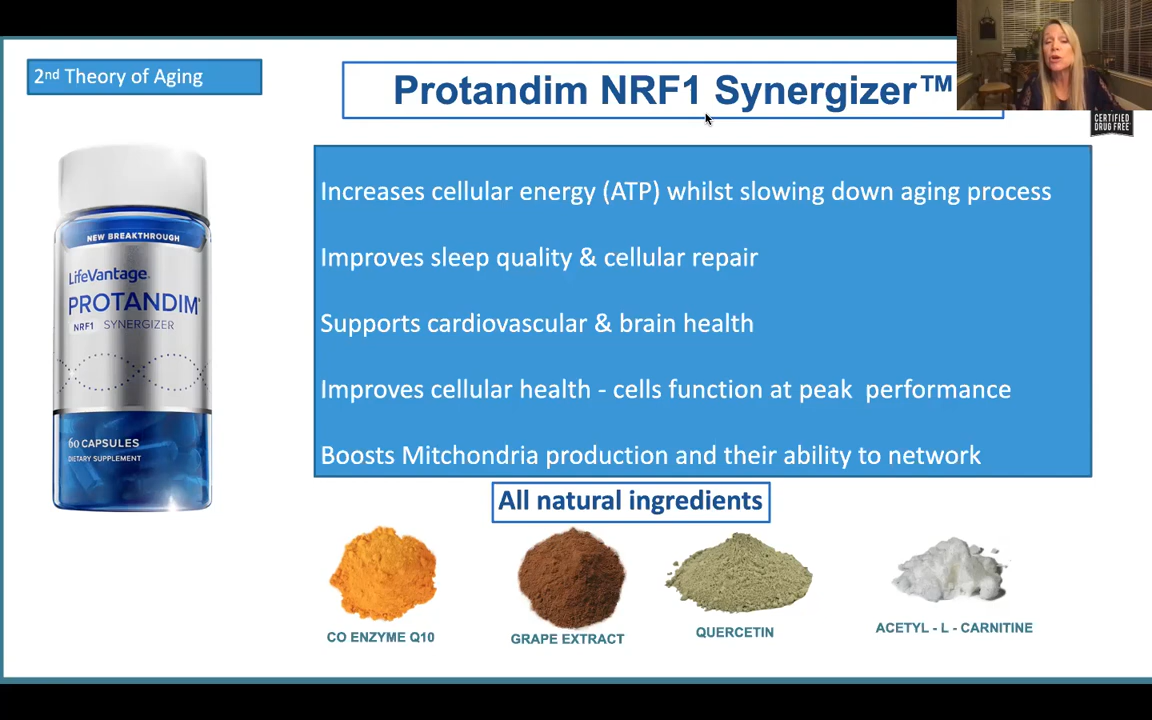 2nd Theory of Aging
Protandim NRF1 Synergizer™
CERTIFIED
DRUG FREE
NEW BREAKTHROUGH
LifeVantage
PROTANDIM
NRF1 SYNERGIZER
60 CAPSULES
DIETARY SUPPLEMENT
Increases cellular energy (ATP) whilst slowing down aging process
Improves sleep quality & cellular repair
Supports cardiovascular & brain health
Improves cellular health - cells function at peak performance
Boosts Mitchondria production and their ability to network
All natural ingredients
CO ENZYME Q10
GRAPE EXTRACT
QUERCETIN
ACETYL - L - CARNITINE